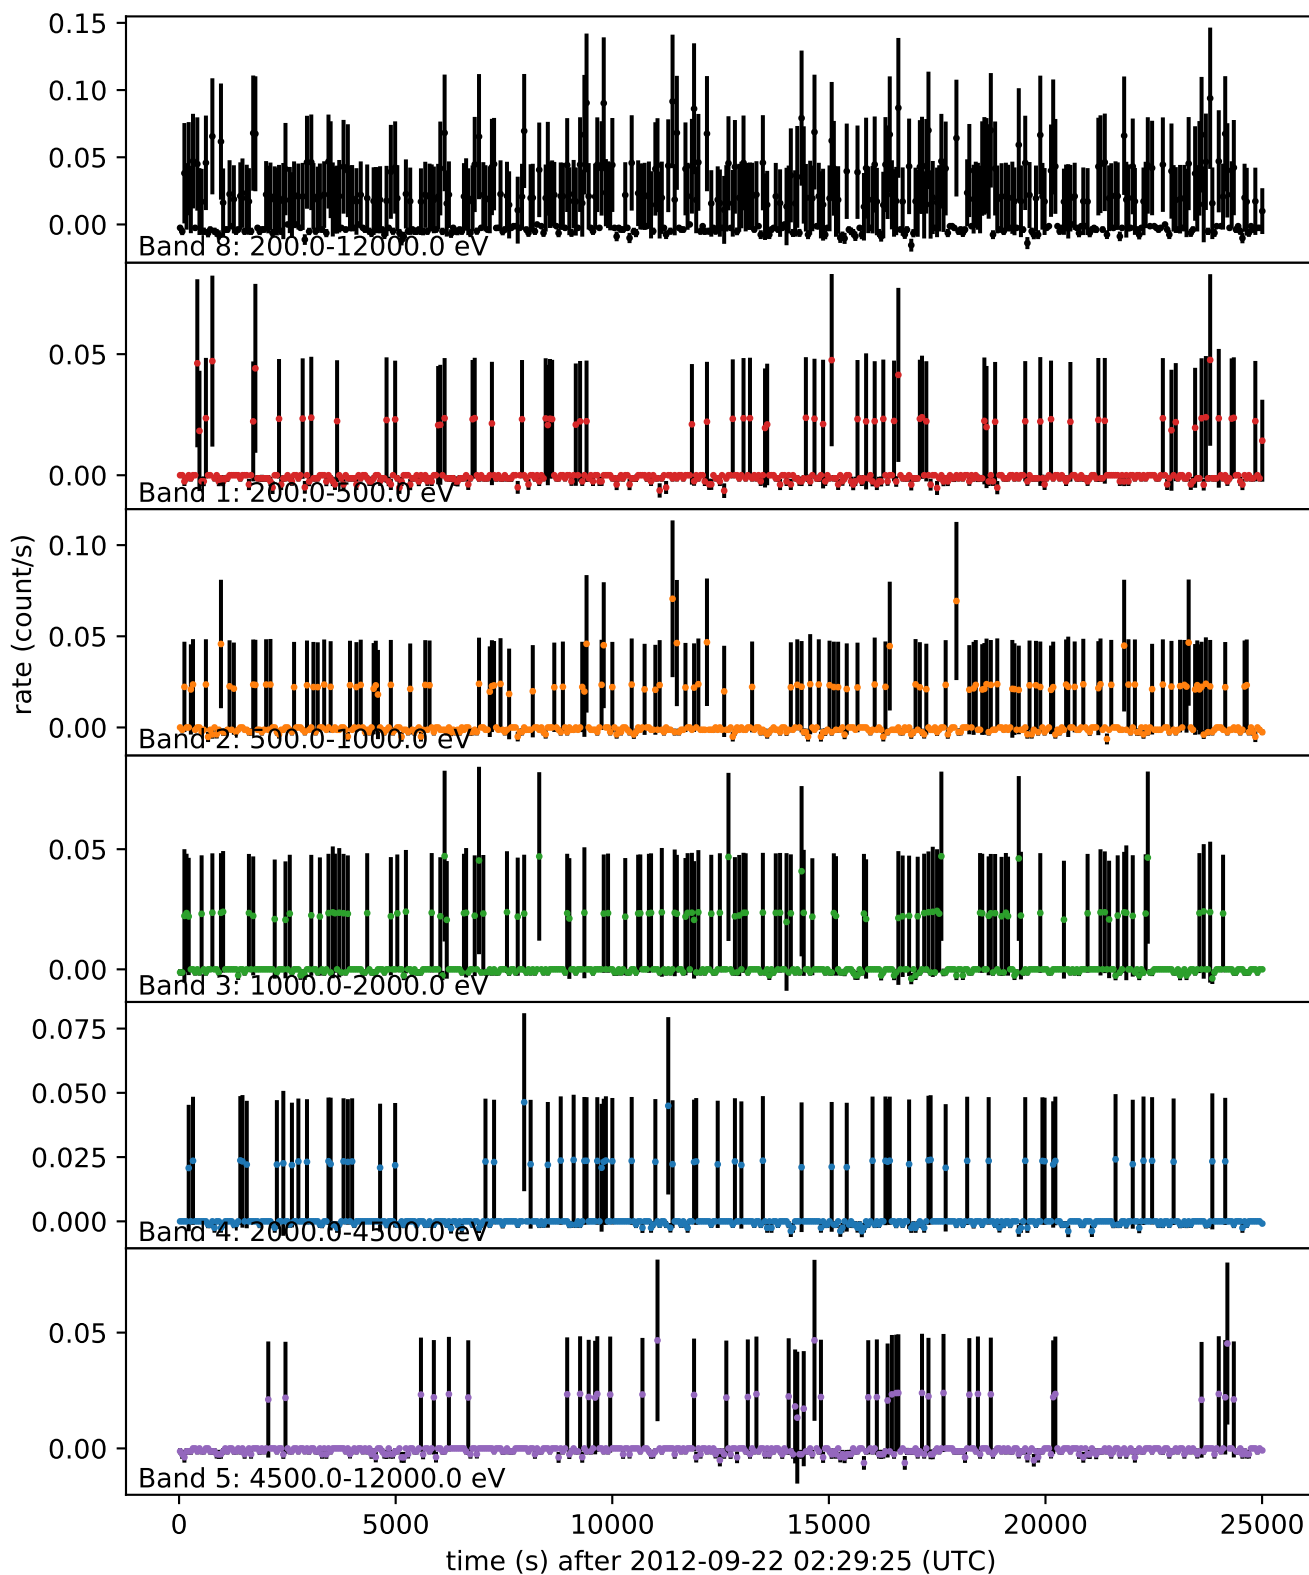 0.15
0.10
0.05
0.00
Band 8: 200.0-12000.0 eV
0.05
0.00
Band 1: 200.0-500.0 eV
0.10
0.05
0.00
Band 2: 500.0-1000.0 eV
rate (count/s)
0.05
0.00
Band 3: 1000.0-2000.0 eV
0.075
0.050
0.025
0.000
Band 4: 2000.0-4500.0 eV
0.05
0.00
Band 5: 4500.0-12000.0 eV
0 5000 10000 15000 20000 25000
time (s) after 2012-09-22 02:29:25 (UTC)